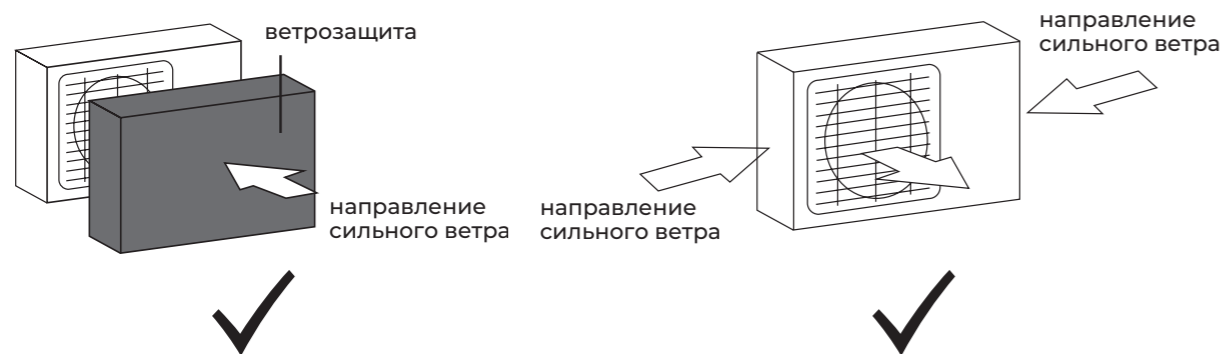 ветрозащита
направление
сильного ветра
направление
сильного ветра
направление
сильного ветра